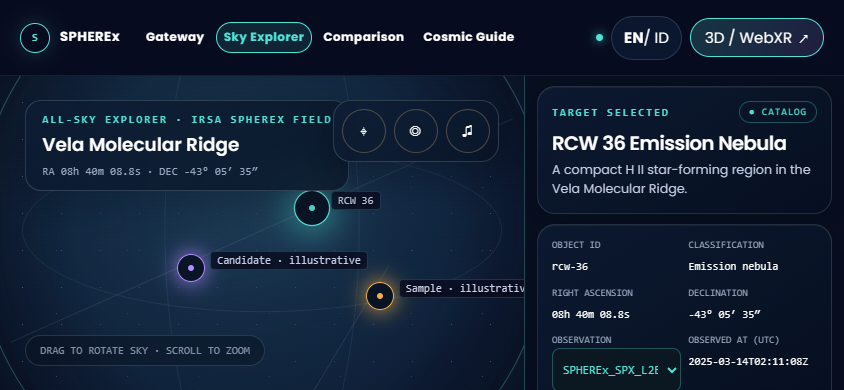 S SPHEREx Gateway Sky Explorer Comparison Cosmic Guide EN/ ID 3D / WebXR ↗
ALL-SKY EXPLORER · IRSA SPHEREX FIELD
Vela Molecular Ridge
RA 08h 40m 08.8s · DEC -43° 05′ 35″
RCW 36
Candidate · illustrative
Sample · illustrativ
DRAG TO ROTATE SKY · SCROLL TO ZOOM
TARGET SELECTED
CATALOG
RCW 36 Emission Nebula
A compact H II star-forming region in the
Vela Molecular Ridge.
OBJECT ID CLASSIFICATION
rcw-36 Emission nebula
RIGHT ASCENSION DECLINATION
08h 40m 08.8s -43° 05′ 35″
OBSERVATION OBSERVED AT (UTC)
SPHEREx_SPX_L2E 2025-03-14T02:11:08Z